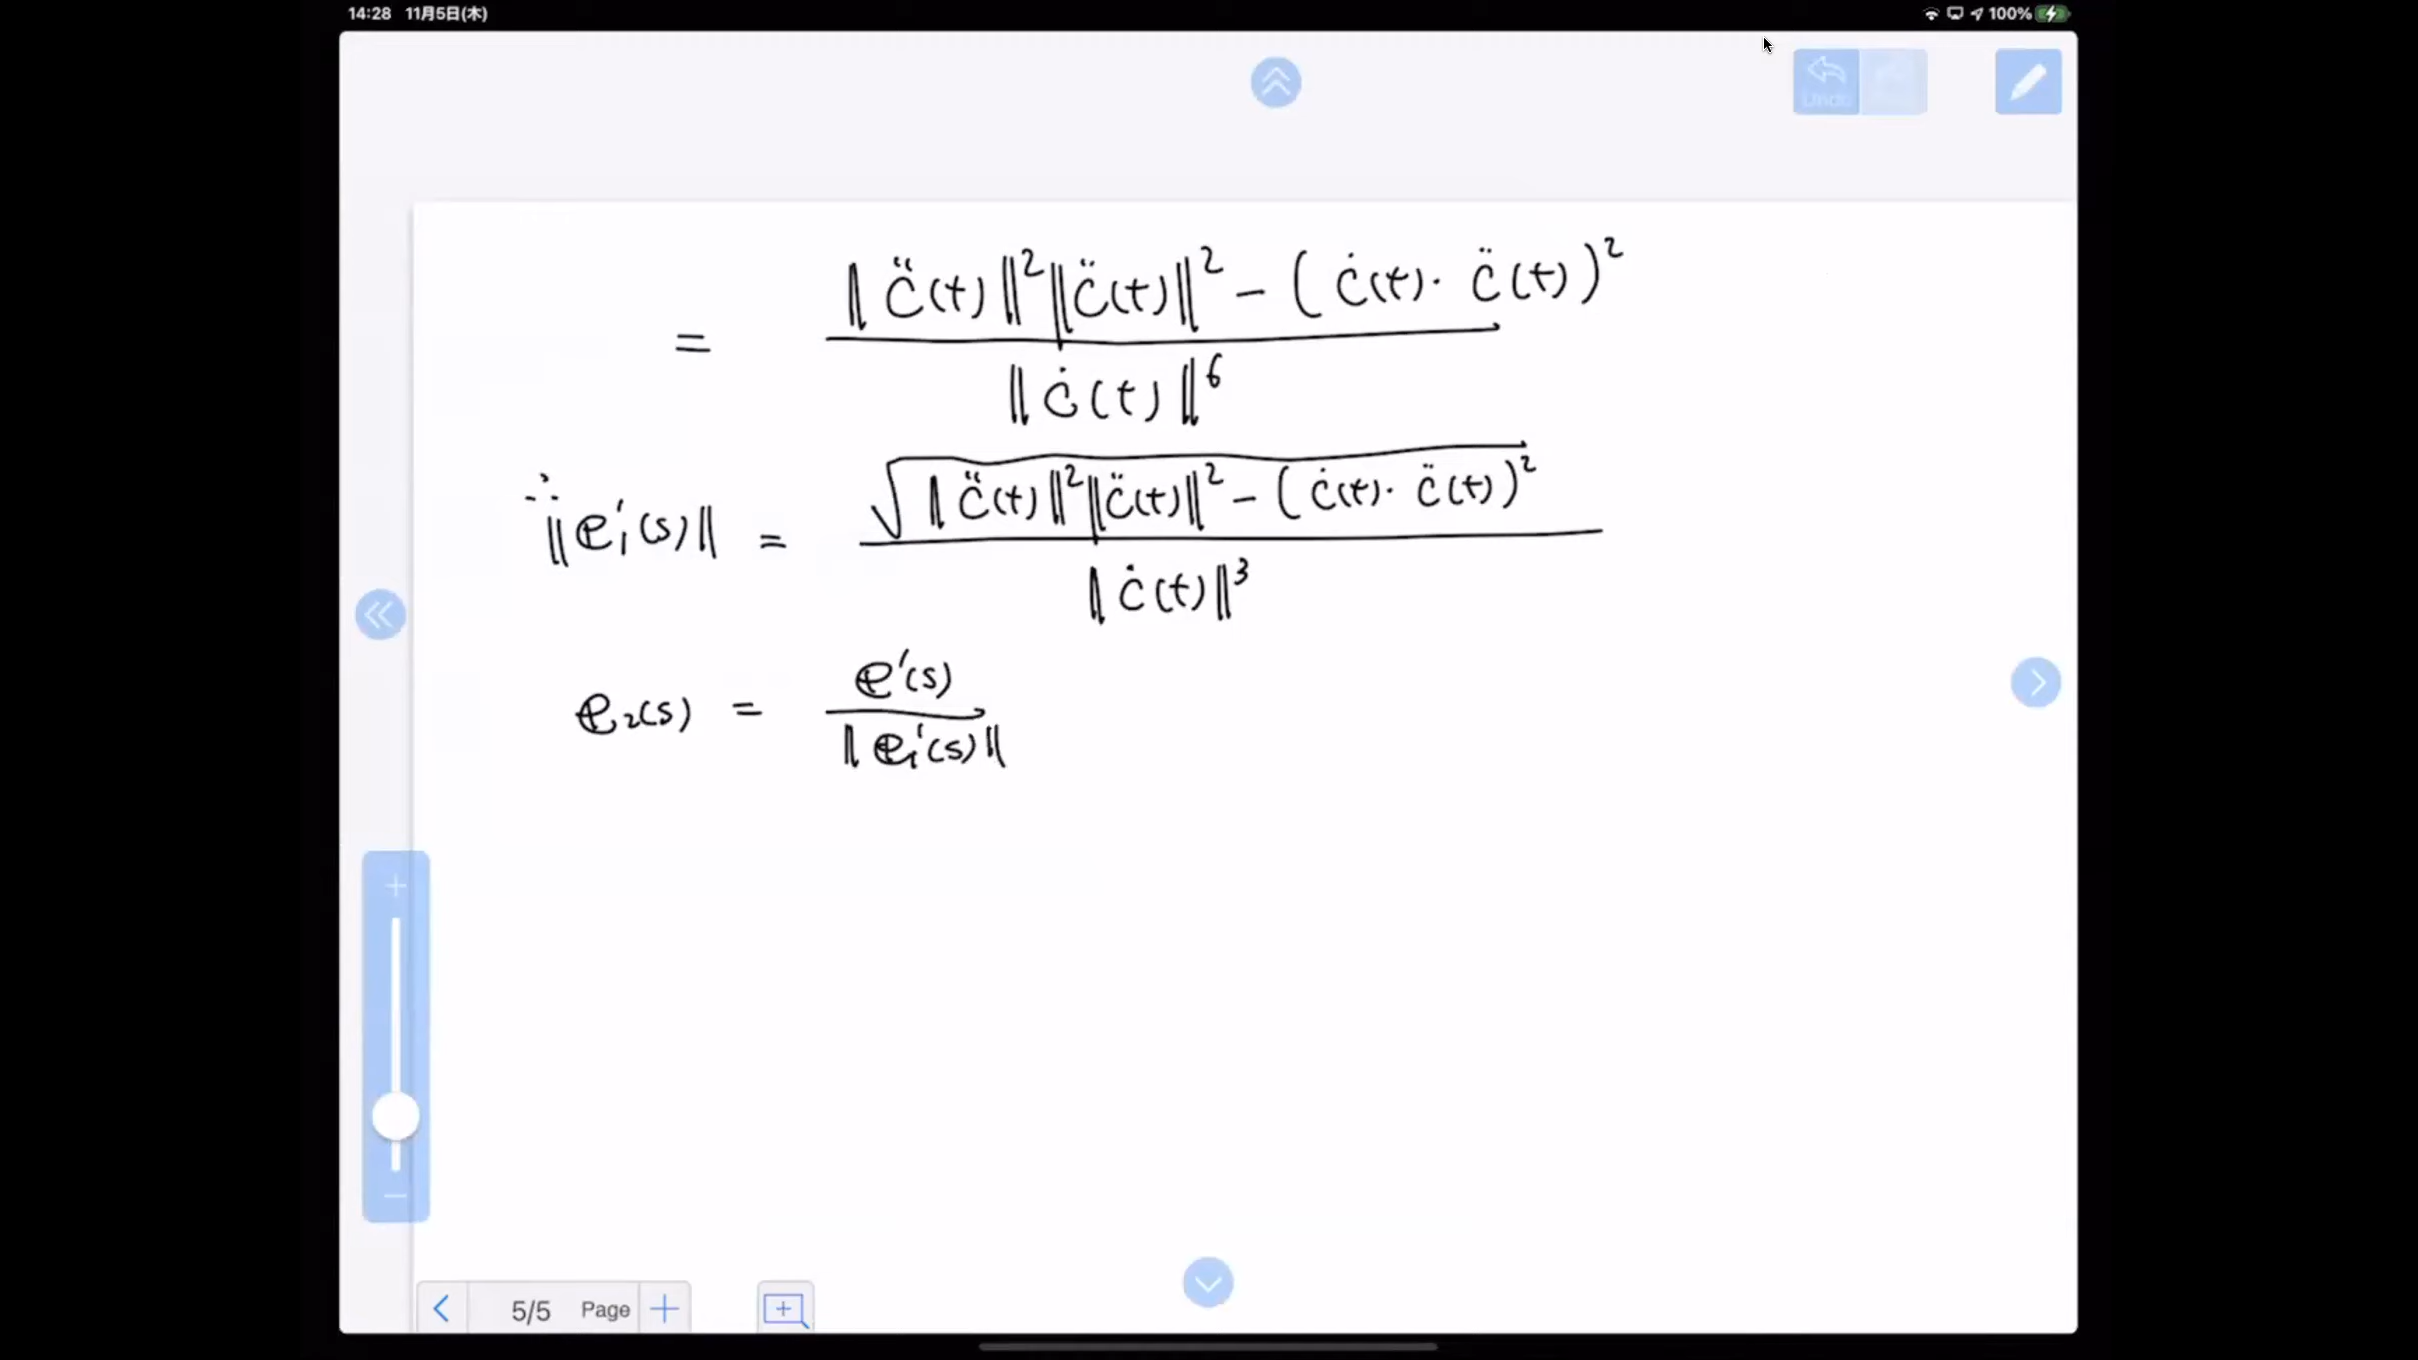 14:28 11月5日(木) 100%
Undo
= ‖c̈(t)‖²‖c̈(t)‖² − (ċ(t)· c̈(t))² / ‖ċ(t)‖⁶
∴ ‖e₁′(s)‖ = √(‖c̈(t)‖²‖c̈(t)‖² − (ċ(t)· c̈(t))²) / ‖ċ(t)‖³
e₂(s) = e′(s) / ‖e₁′(s)‖
5/5 Page